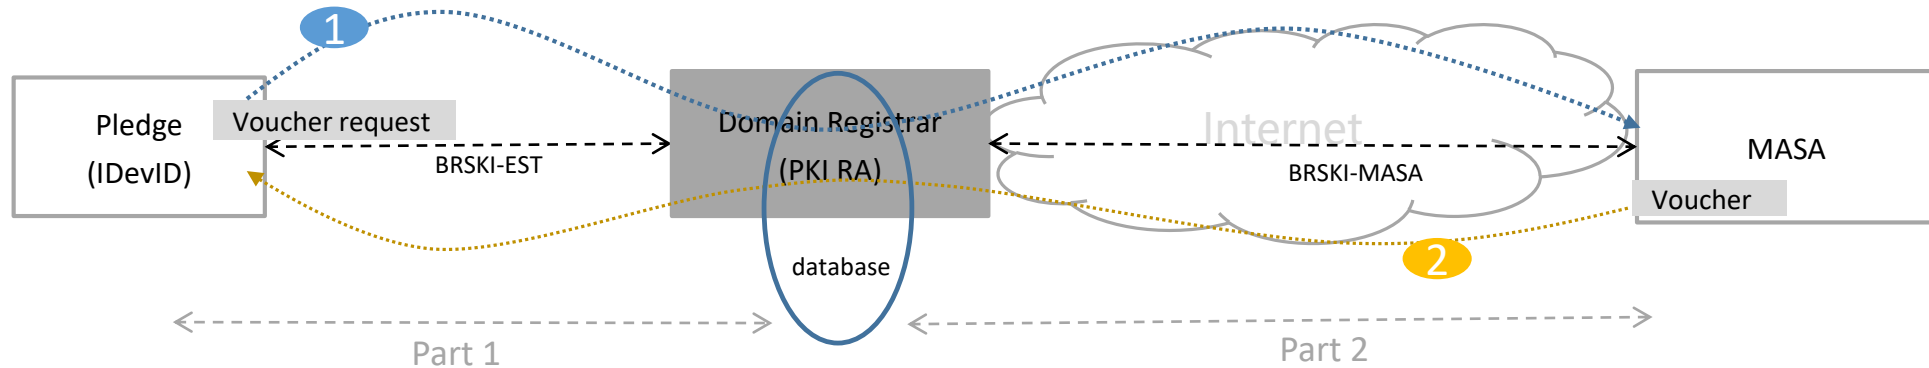 1
Pledge
(IDevID)
Voucher request
BRSKI-EST
Domain Registrar
(PKI RA)
database
Internet
BRSKI-MASA
MASA
Voucher
2
Part 1
Part 2